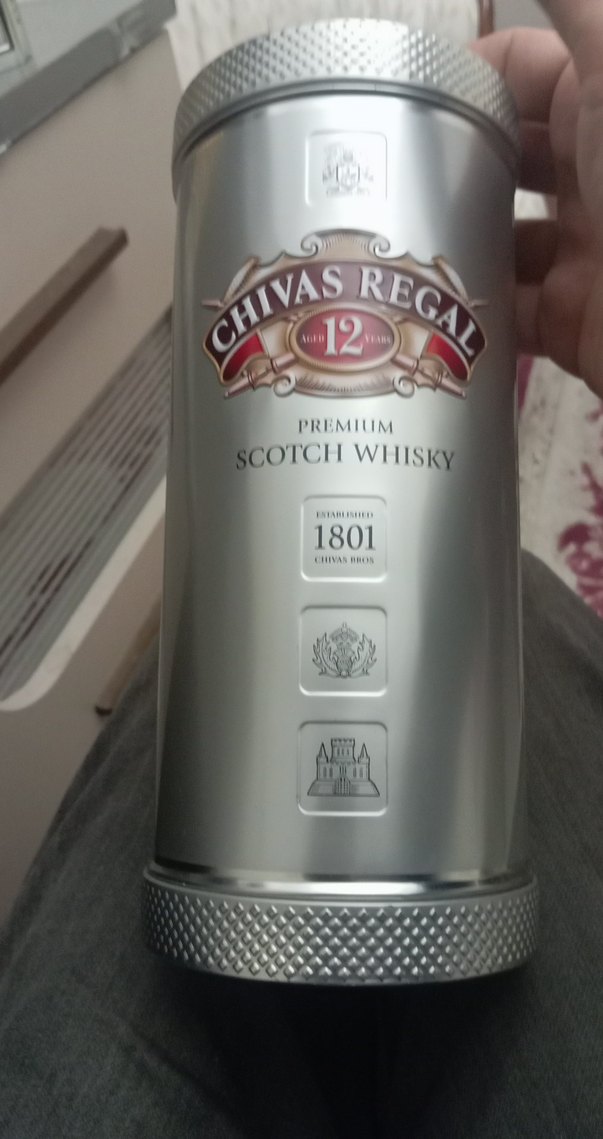 CHIVAS REGAL
AGED 12 YEARS
PREMIUM
SCOTCH WHISKY
ESTABLISHED
1801
CHIVAS BROS